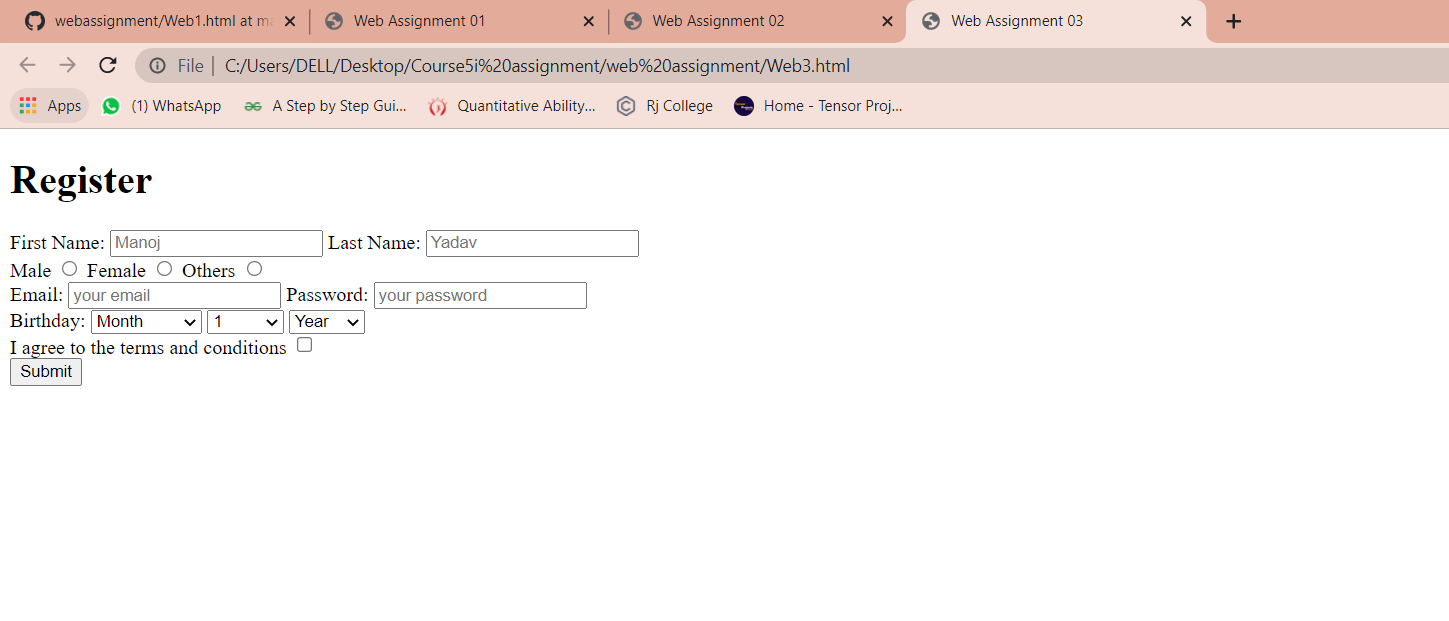 webassignment/Web1.html at ma
Web Assignment 01
Web Assignment 02
Web Assignment 03
File C:/Users/DELL/Desktop/Course5i%20assignment/web%20assignment/Web3.html
Apps (1) WhatsApp A Step by Step Gui... Quantitative Ability... Rj College Home - Tensor Proj...
Register
First Name: Manoj Last Name: Yadav
Male Female Others
Email: your email Password: your password
Birthday: Month 1 Year
I agree to the terms and conditions
Submit